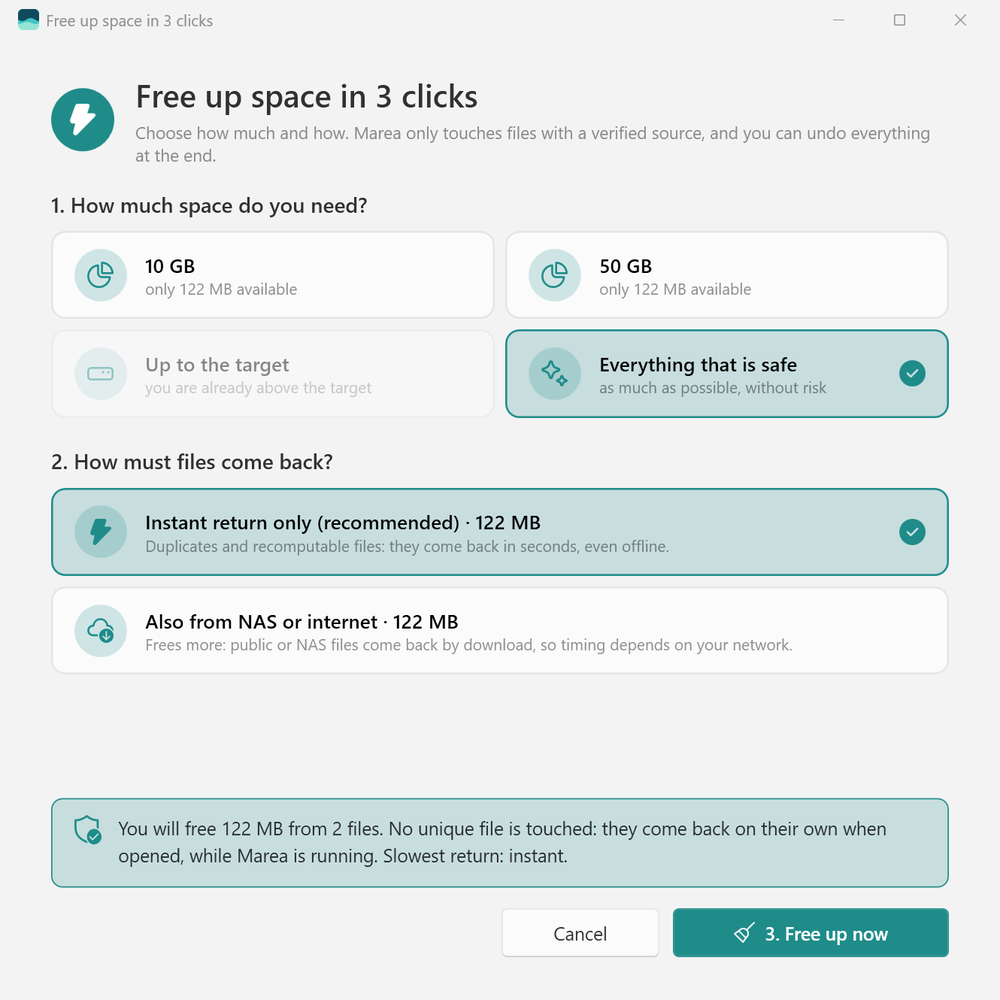 Free up space in 3 clicks
Free up space in 3 clicks
Choose how much and how. Marea only touches files with a verified source, and you can undo everything
at the end.
1. How much space do you need?
10 GB
only 122 MB available
50 GB
only 122 MB available
Up to the target
you are already above the target
Everything that is safe
as much as possible, without risk
2. How must files come back?
Instant return only (recommended) · 122 MB
Duplicates and recomputable files: they come back in seconds, even offline.
Also from NAS or internet · 122 MB
Frees more: public or NAS files come back by download, so timing depends on your network.
You will free 122 MB from 2 files. No unique file is touched: they come back on their own when
opened, while Marea is running. Slowest return: instant.
Cancel
3. Free up now